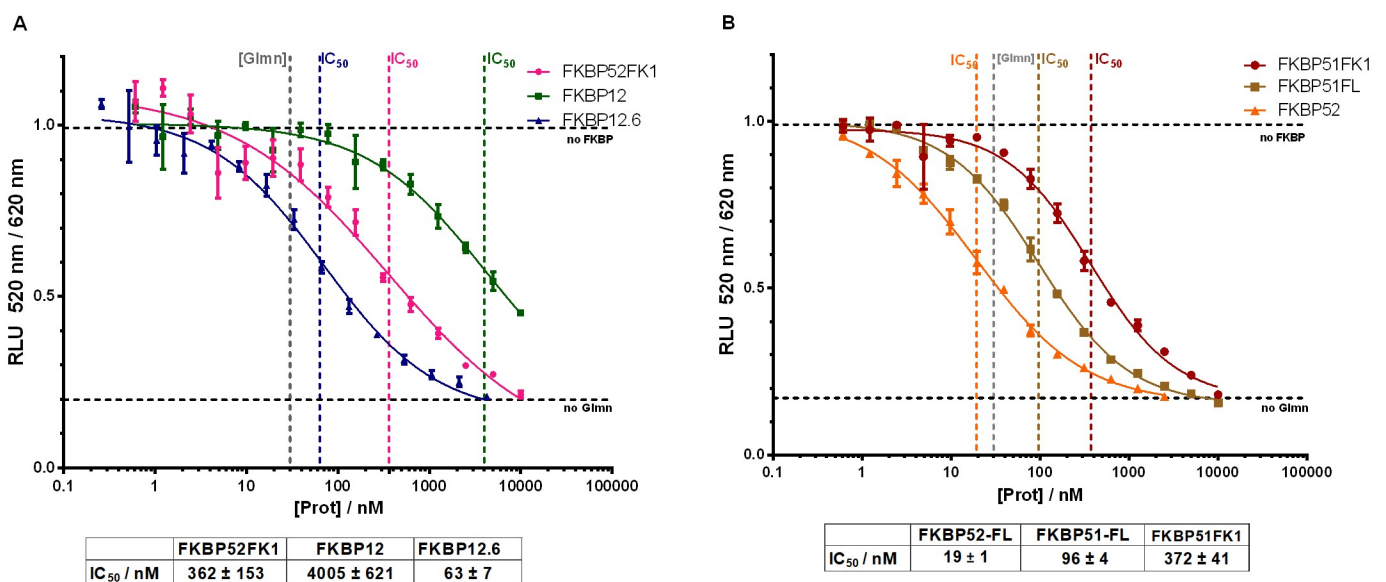 A
[Glmn] IC50 IC50 IC50
FKBP52FK1
FKBP12
FKBP12.6
1.0
0.5
0.0
no FKBP
no Glmn
RLU 520 nm / 620 nm
0.1 1 10 100 1000 10000 100000
[Prot] / nM
FKBP52FK1 FKBP12 FKBP12.6
IC50 / nM 362 ± 153 4005 ± 621 63 ± 7
B
IC50 [Glmn] IC50 IC50
FKBP51FK1
FKBP51FL
FKBP52
1.0
0.5
0.0
no FKBP
no Glmn
RLU 520 nm / 620 nm
0.1 1 10 100 1000 10000 100000
[Prot] / nM
FKBP52-FL FKBP51-FL FKBP51FK1
IC50 / nM 19 ± 1 96 ± 4 372 ± 41